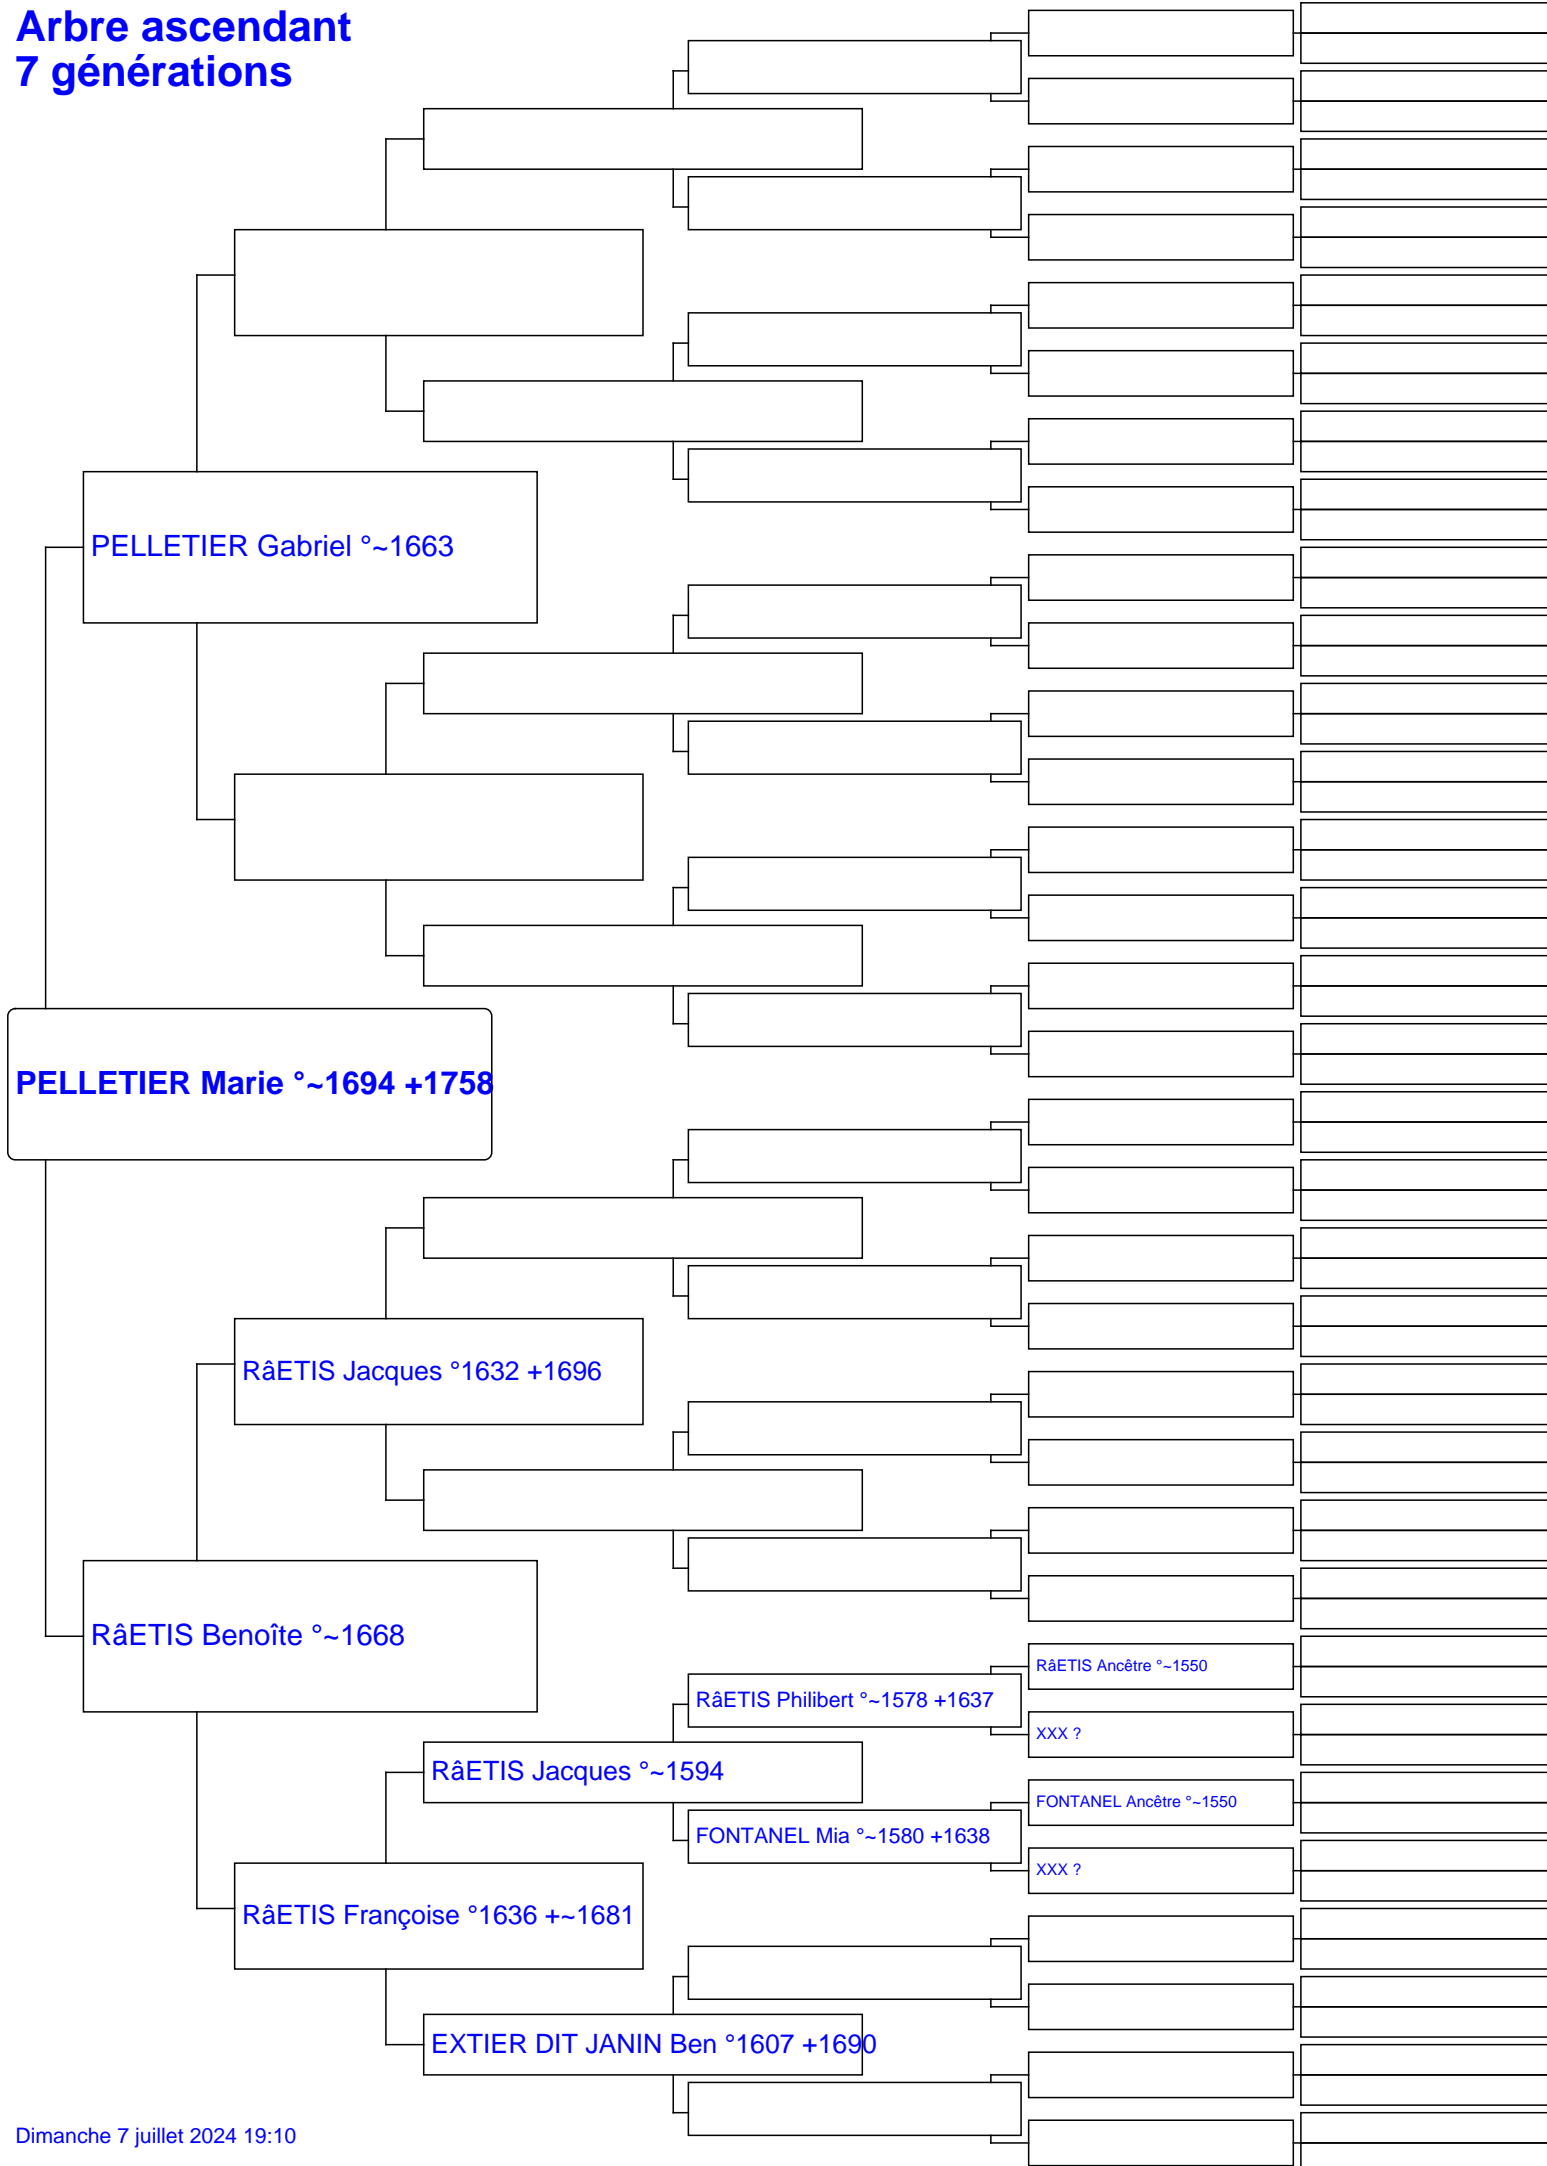 Arbre ascendant
7 générations
PELLETIER Gabriel °~1663
PELLETIER Marie °~1694 +1758
RâETIS Jacques °1632 +1696
RâETIS Benoîte °~1668
RâETIS Ancêtre °~1550
RâETIS Philibert °~1578 +1637
XXX ?
RâETIS Jacques °~1594
FONTANEL Ancêtre °~1550
FONTANEL Mia °~1580 +1638
XXX ?
RâETIS Françoise °1636 +~1681
EXTIER DIT JANIN Ben °1607 +1690
Dimanche 7 juillet 2024 19:10